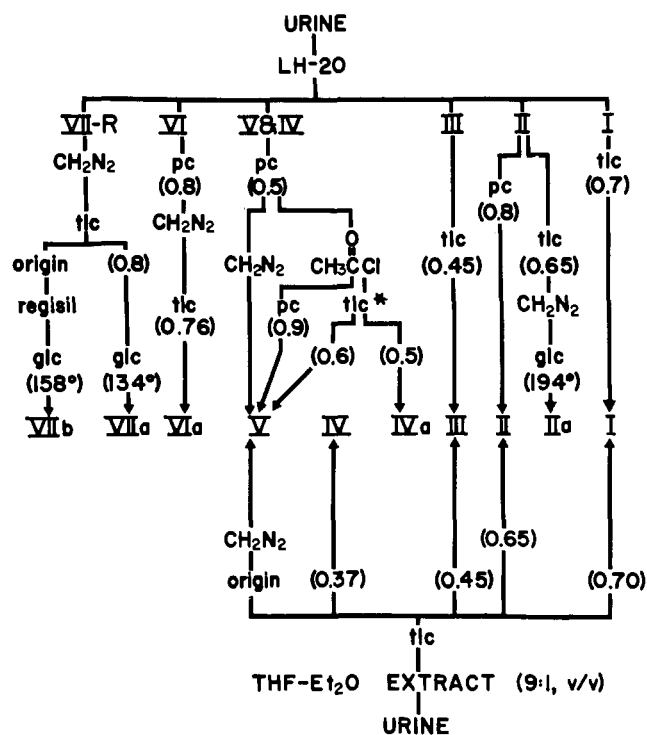 URINE
LH-20
VII-R VI V&IV III II I
CH2N2 pc (0.8) pc (0.5) tlc (0.7)
pc (0.8)
CH2N2
tlc
origin (0.8) CH2N2 O CH3CCl tlc (0.45) tlc (0.65)
regisil tlc (0.76) pc (0.9) tlc* CH2N2
glc (158°) glc (134°) (0.6) (0.5) glc (194°)
VIIb VIIa VIa V IV IVa III II IIa I
CH2N2 (0.65)
origin (0.37) (0.45) (0.70)
tlc
THF-Et2O EXTRACT (9:1, v/v)
URINE